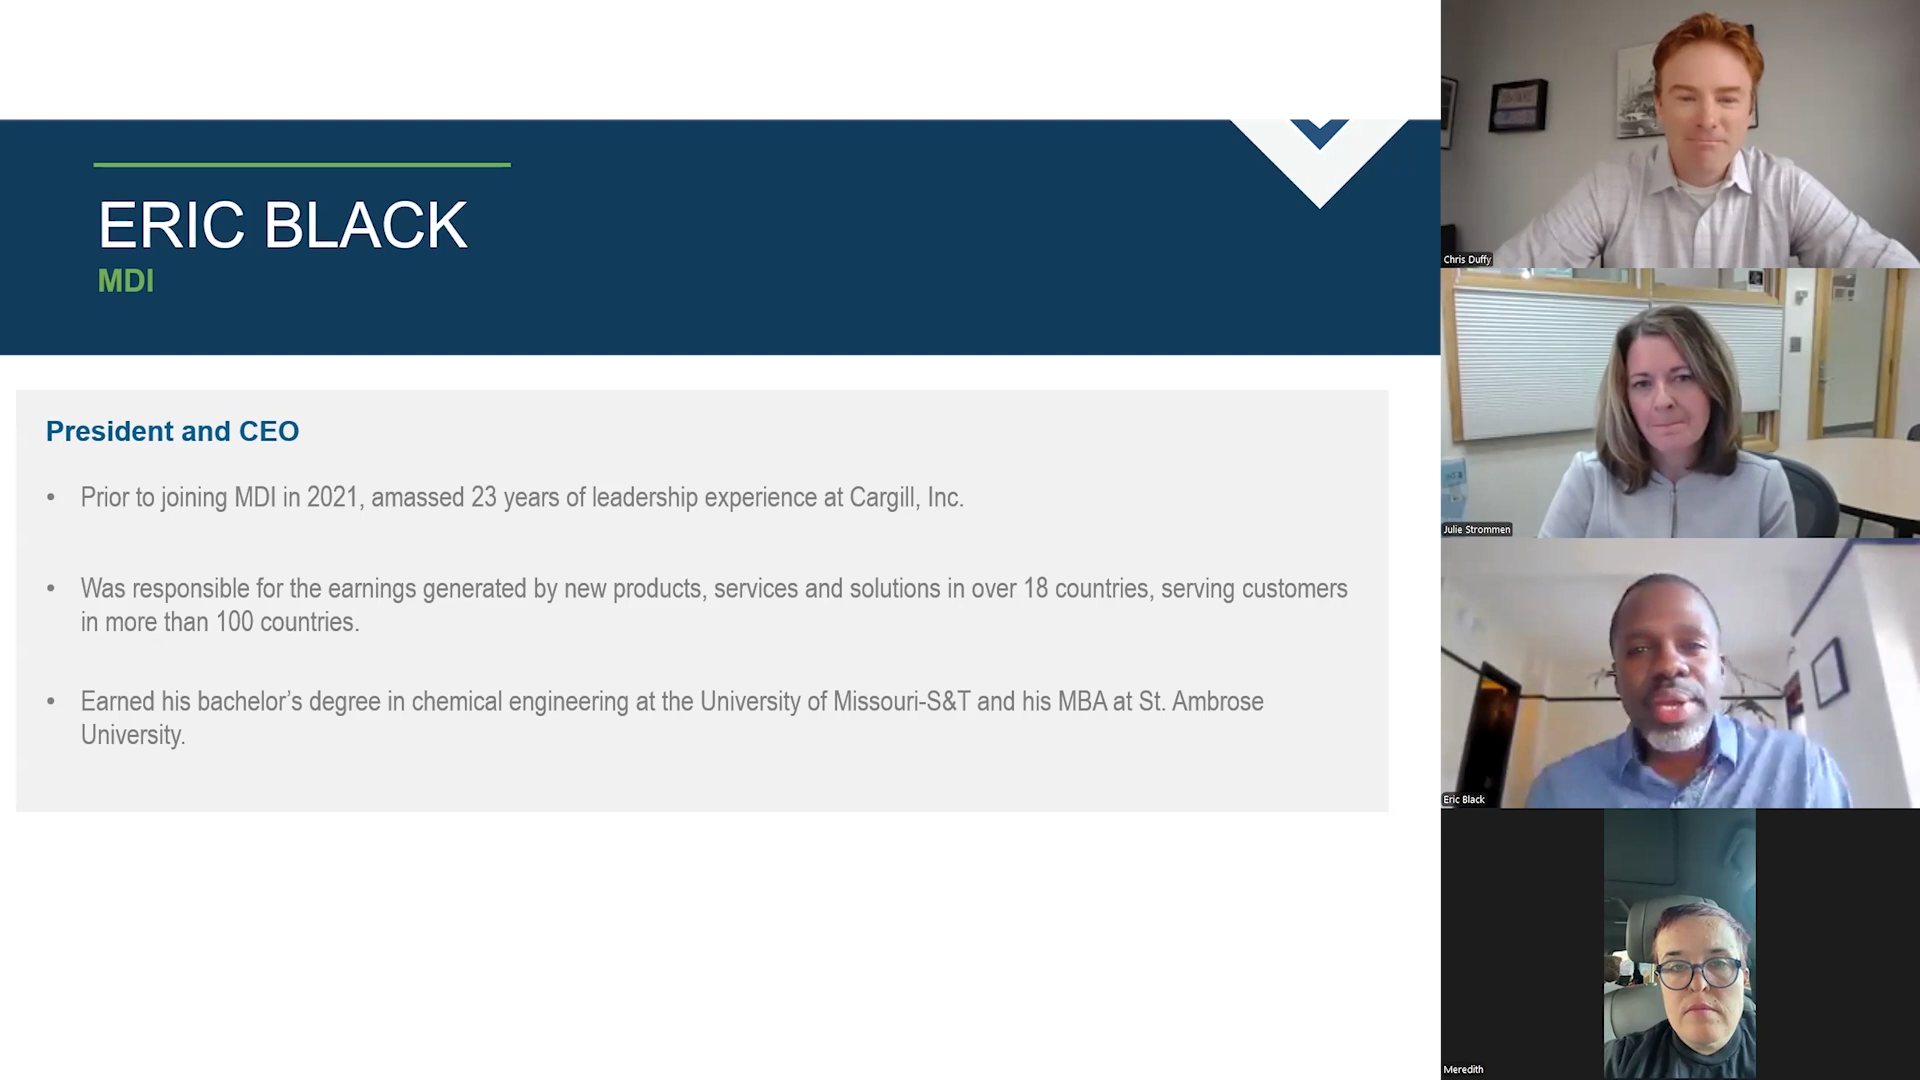 ERIC BLACK
MDI
President and CEO
• Prior to joining MDI in 2021, amassed 23 years of leadership experience at Cargill, Inc.
• Was responsible for the earnings generated by new products, services and solutions in over 18 countries, serving customers
in more than 100 countries.
• Earned his bachelor’s degree in chemical engineering at the University of Missouri-S&T and his MBA at St. Ambrose
University.
Chris Duffy
Julie Strommen
Eric Black
Meredith